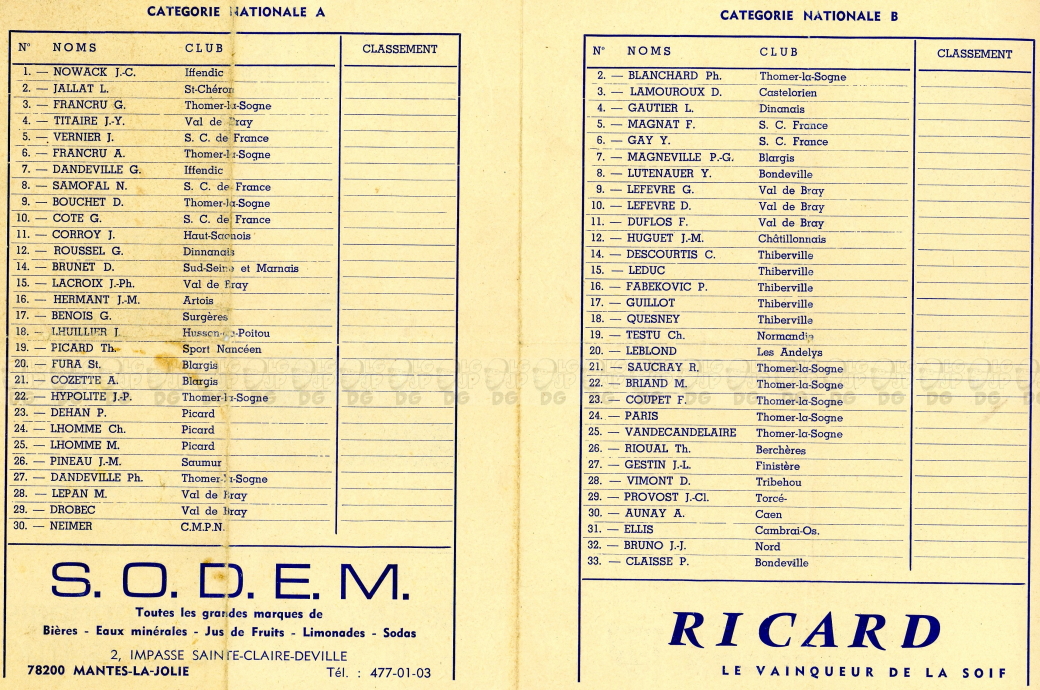 CATEGORIE NATIONALE A
N° NOMS CLUB CLASSEMENT
1. — NOWACK J.-C. Iffendic
2. — JALLAT L. St-Chéron
3. — FRANCRU G. Thomer-la-Sogne
4. — TITAIRE J.-Y. Val de Bray
5. — VERNIER J. S. C. de France
6. — FRANCRU A. Thomer-la-Sogne
7. — DANDEVILLE G. Iffendic
8. — SAMOFAL N. S. C. de France
9. — BOUCHET D. Thomer-la-Sogne
10. — COTE G. S. C. de France
11. — CORROY J. Haut-Saonois
12. — ROUSSEL G. Dinnanais
14. — BRUNET D. Sud-Seine et Marnais
15. — LACROIX J.-Ph. Val de Bray
16. — HERMANT J.-M. Artois
17. — BENOIS G. Surgères
18. — LHUILLIER J. Husson-du-Poitou
19. — PICARD Th. Sport Nancéen
20. — FURA St. Blargis
21. — COZETTE A. Blargis
22. — HYPOLITE J.-P. Thomer-la-Sogne
23. — DEHAN P. Picard
24. — LHOMME Ch. Picard
25. — LHOMME M. Picard
26. — PINEAU J.-M. Saumur
27. — DANDEVILLE Ph. Thomer-la-Sogne
28. — LEPAN M. Val de Bray
29. — DROBEC Val de Bray
30. — NEIMER C.M.P.N.
S.O.D.E.M.
Toutes les grandes marques de
Bières - Eaux minérales - Jus de Fruits - Limonades - Sodas
2, IMPASSE SAINTE-CLAIRE-DEVILLE
78200 MANTES-LA-JOLIE Tél. : 477-01-03
CATEGORIE NATIONALE B
N° NOMS CLUB CLASSEMENT
2. — BLANCHARD Ph. Thomer-la-Sogne
3. — LAMOUROUX D. Castelorien
4. — GAUTIER L. Dinanais
5. — MAGNAT F. S. C. France
6. — GAY Y. S. C. France
7. — MAGNEVILLE P.-G. Blargis
8. — LUTENAUER Y. Bondeville
9. — LEFEVRE G. Val de Bray
10. — LEFEVRE D. Val de Bray
11. — DUFLOS F. Val de Bray
12. — HUGUET J.-M. Châtillonnais
14. — DESCOURTIS C. Thiberville
15. — LEDUC Thiberville
16. — FABEKOVIC P. Thiberville
17. — GUILLOT Thiberville
18. — QUESNEY Thiberville
19. — TESTU Ch. Normandie
20. — LEBLOND Les Andelys
21. — SAUCRAY R. Thomer-la-Sogne
22. — BRIAND M. Thomer-la-Sogne
23. — COUPET F. Thomer-la-Sogne
24. — PARIS Thomer-la-Sogne
25. — VANDECANDELAIRE Thomer-la-Sogne
26. — RIOUAL Th. Berchères
27. — GESTIN J.-L. Finistère
28. — VIMONT D. Tribehou
29. — PROVOST J.-Cl. Torcé-
30. — AUNAY A. Caen
31. — ELLIS Cambrai-Os.
32. — BRUNO J.-J. Nord
33. — CLAISSE P. Bondeville
RICARD
LE VAINQUEUR DE LA SOIF